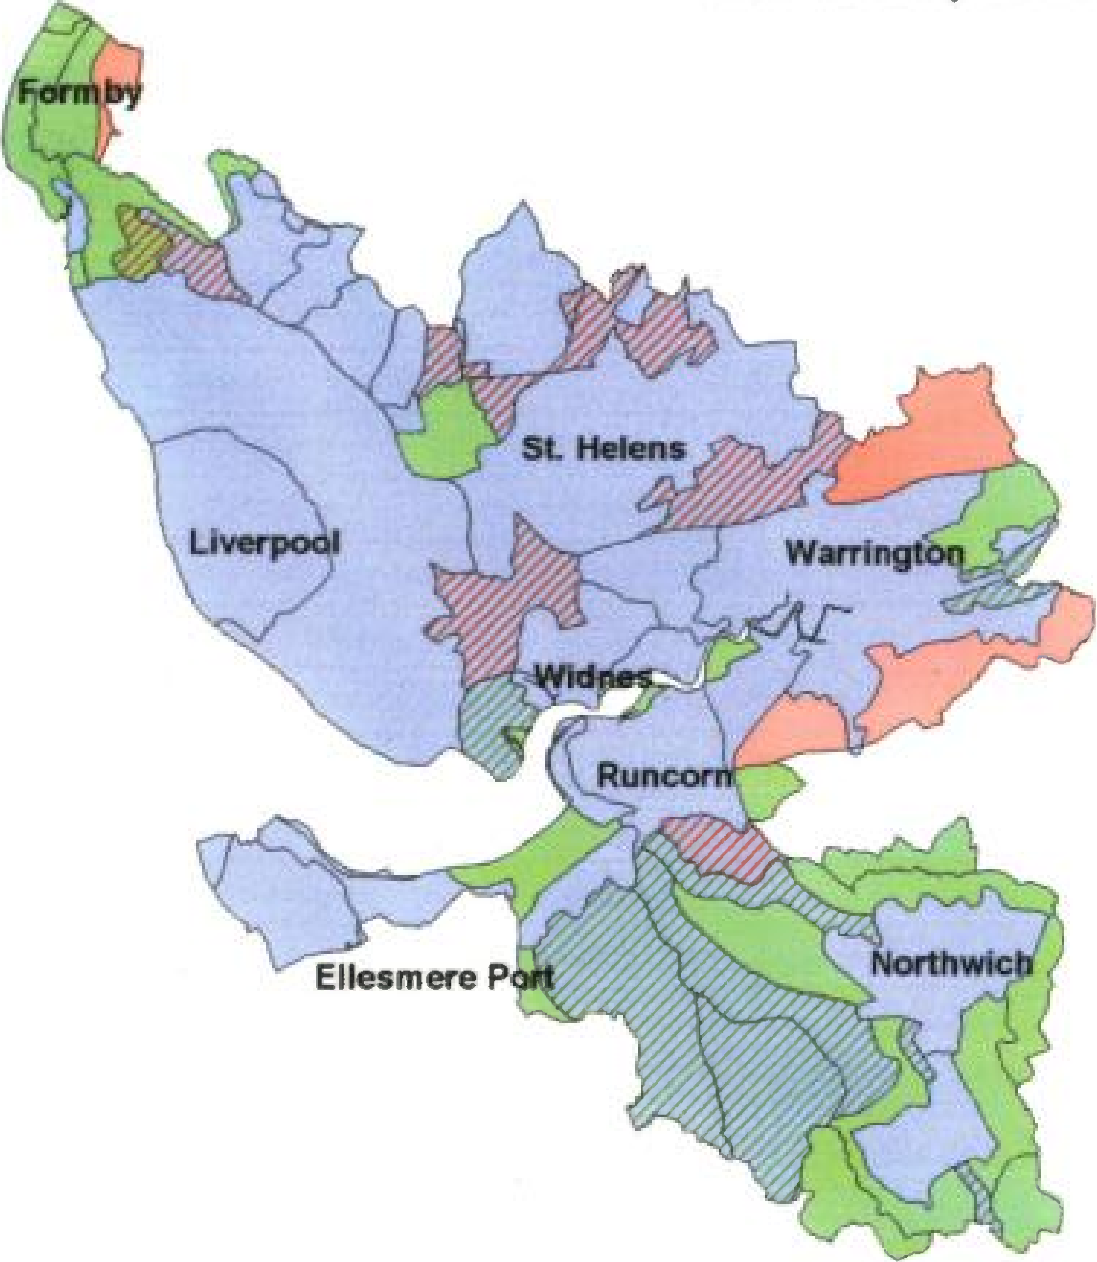 Formby
St. Helens
Liverpool
Warrington
Widnes
Runcorn
Northwich
Ellesmere Port